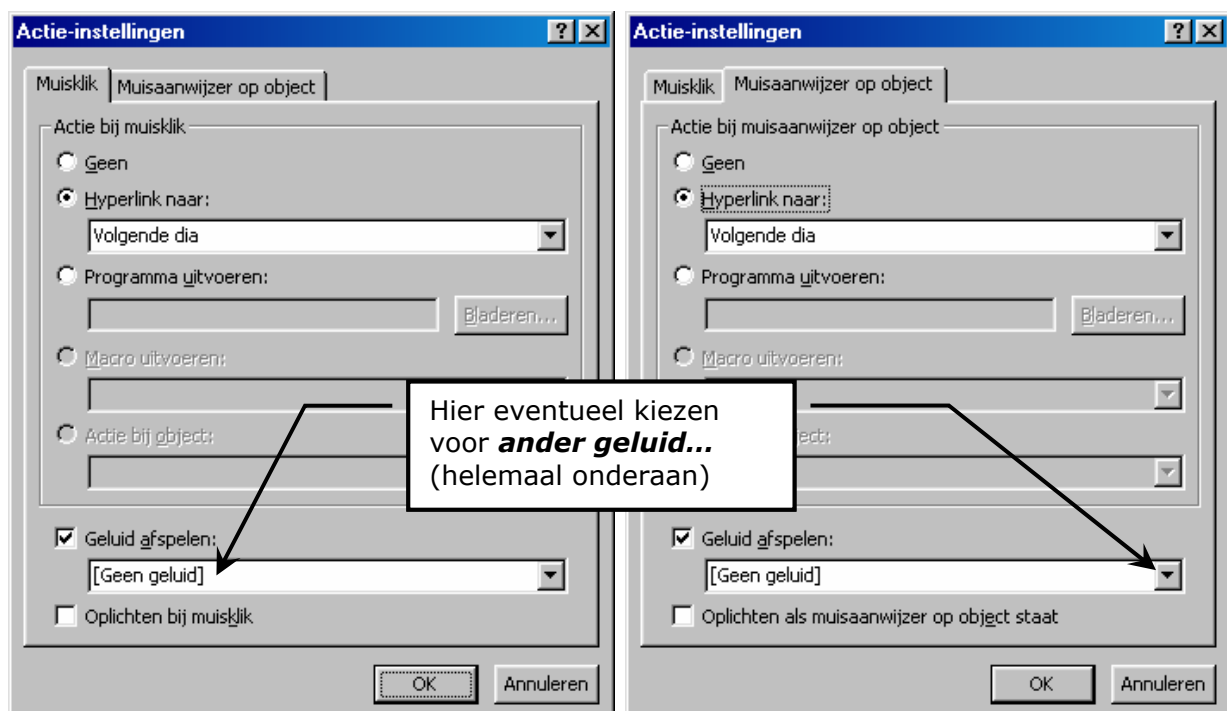 Actie-instellingen
Muisklik Muisaanwijzer op object
Actie bij muisklik
Geen
Hyperlink naar:
Volgende dia
Programma uitvoeren:
Bladeren...
Macro uitvoeren:
Actie bij object:
Geluid afspelen:
[Geen geluid]
Oplichten bij muisklik
OK Annuleren
Hier eventueel kiezen
voor ander geluid...
(helemaal onderaan)
Actie-instellingen
Muisklik Muisaanwijzer op object
Actie bij muisaanwijzer op object
Geen
Hyperlink naar:
Volgende dia
Programma uitvoeren:
Bladeren...
Macro uitvoeren:
Geluid afspelen:
[Geen geluid]
Oplichten als muisaanwijzer op object staat
OK Annuleren